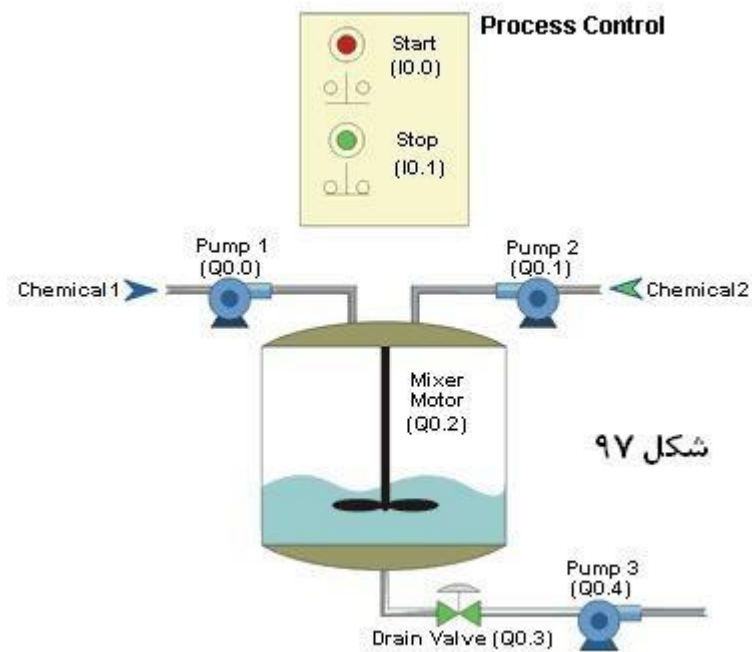 Process Control
Start
(I0.0)
Stop
(I0.1)
Pump 1
(Q0.0)
Pump 2
(Q0.1)
Chemical1
Chemical2
Mixer
Motor
(Q0.2)
شکل ۹۷
Pump 3
(Q0.4)
Drain Valve (Q0.3)